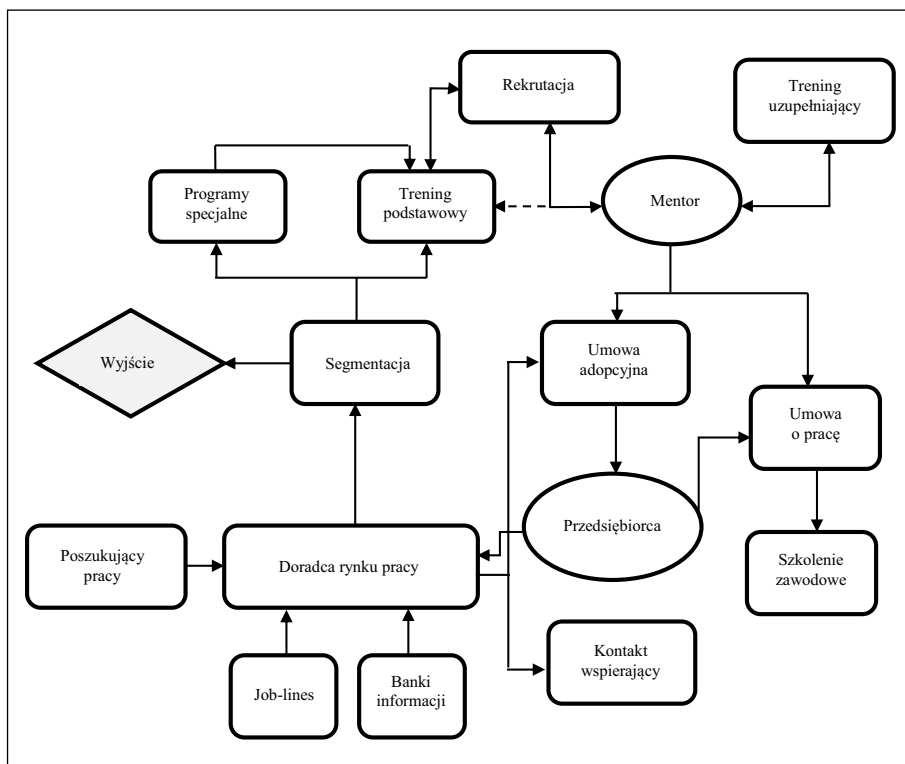 Rekrutacja
Trening
uzupełniający
Programy
specjalne
Trening
podstawowy
Mentor
Wyjście
Segmentacja
Umowa
adopcyjna
Umowa
o pracę
Poszukujący
pracy
Doradca rynku pracy
Przedsiębiorca
Szkolenie
zawodowe
Job-lines
Banki
informacji
Kontakt
wspierający